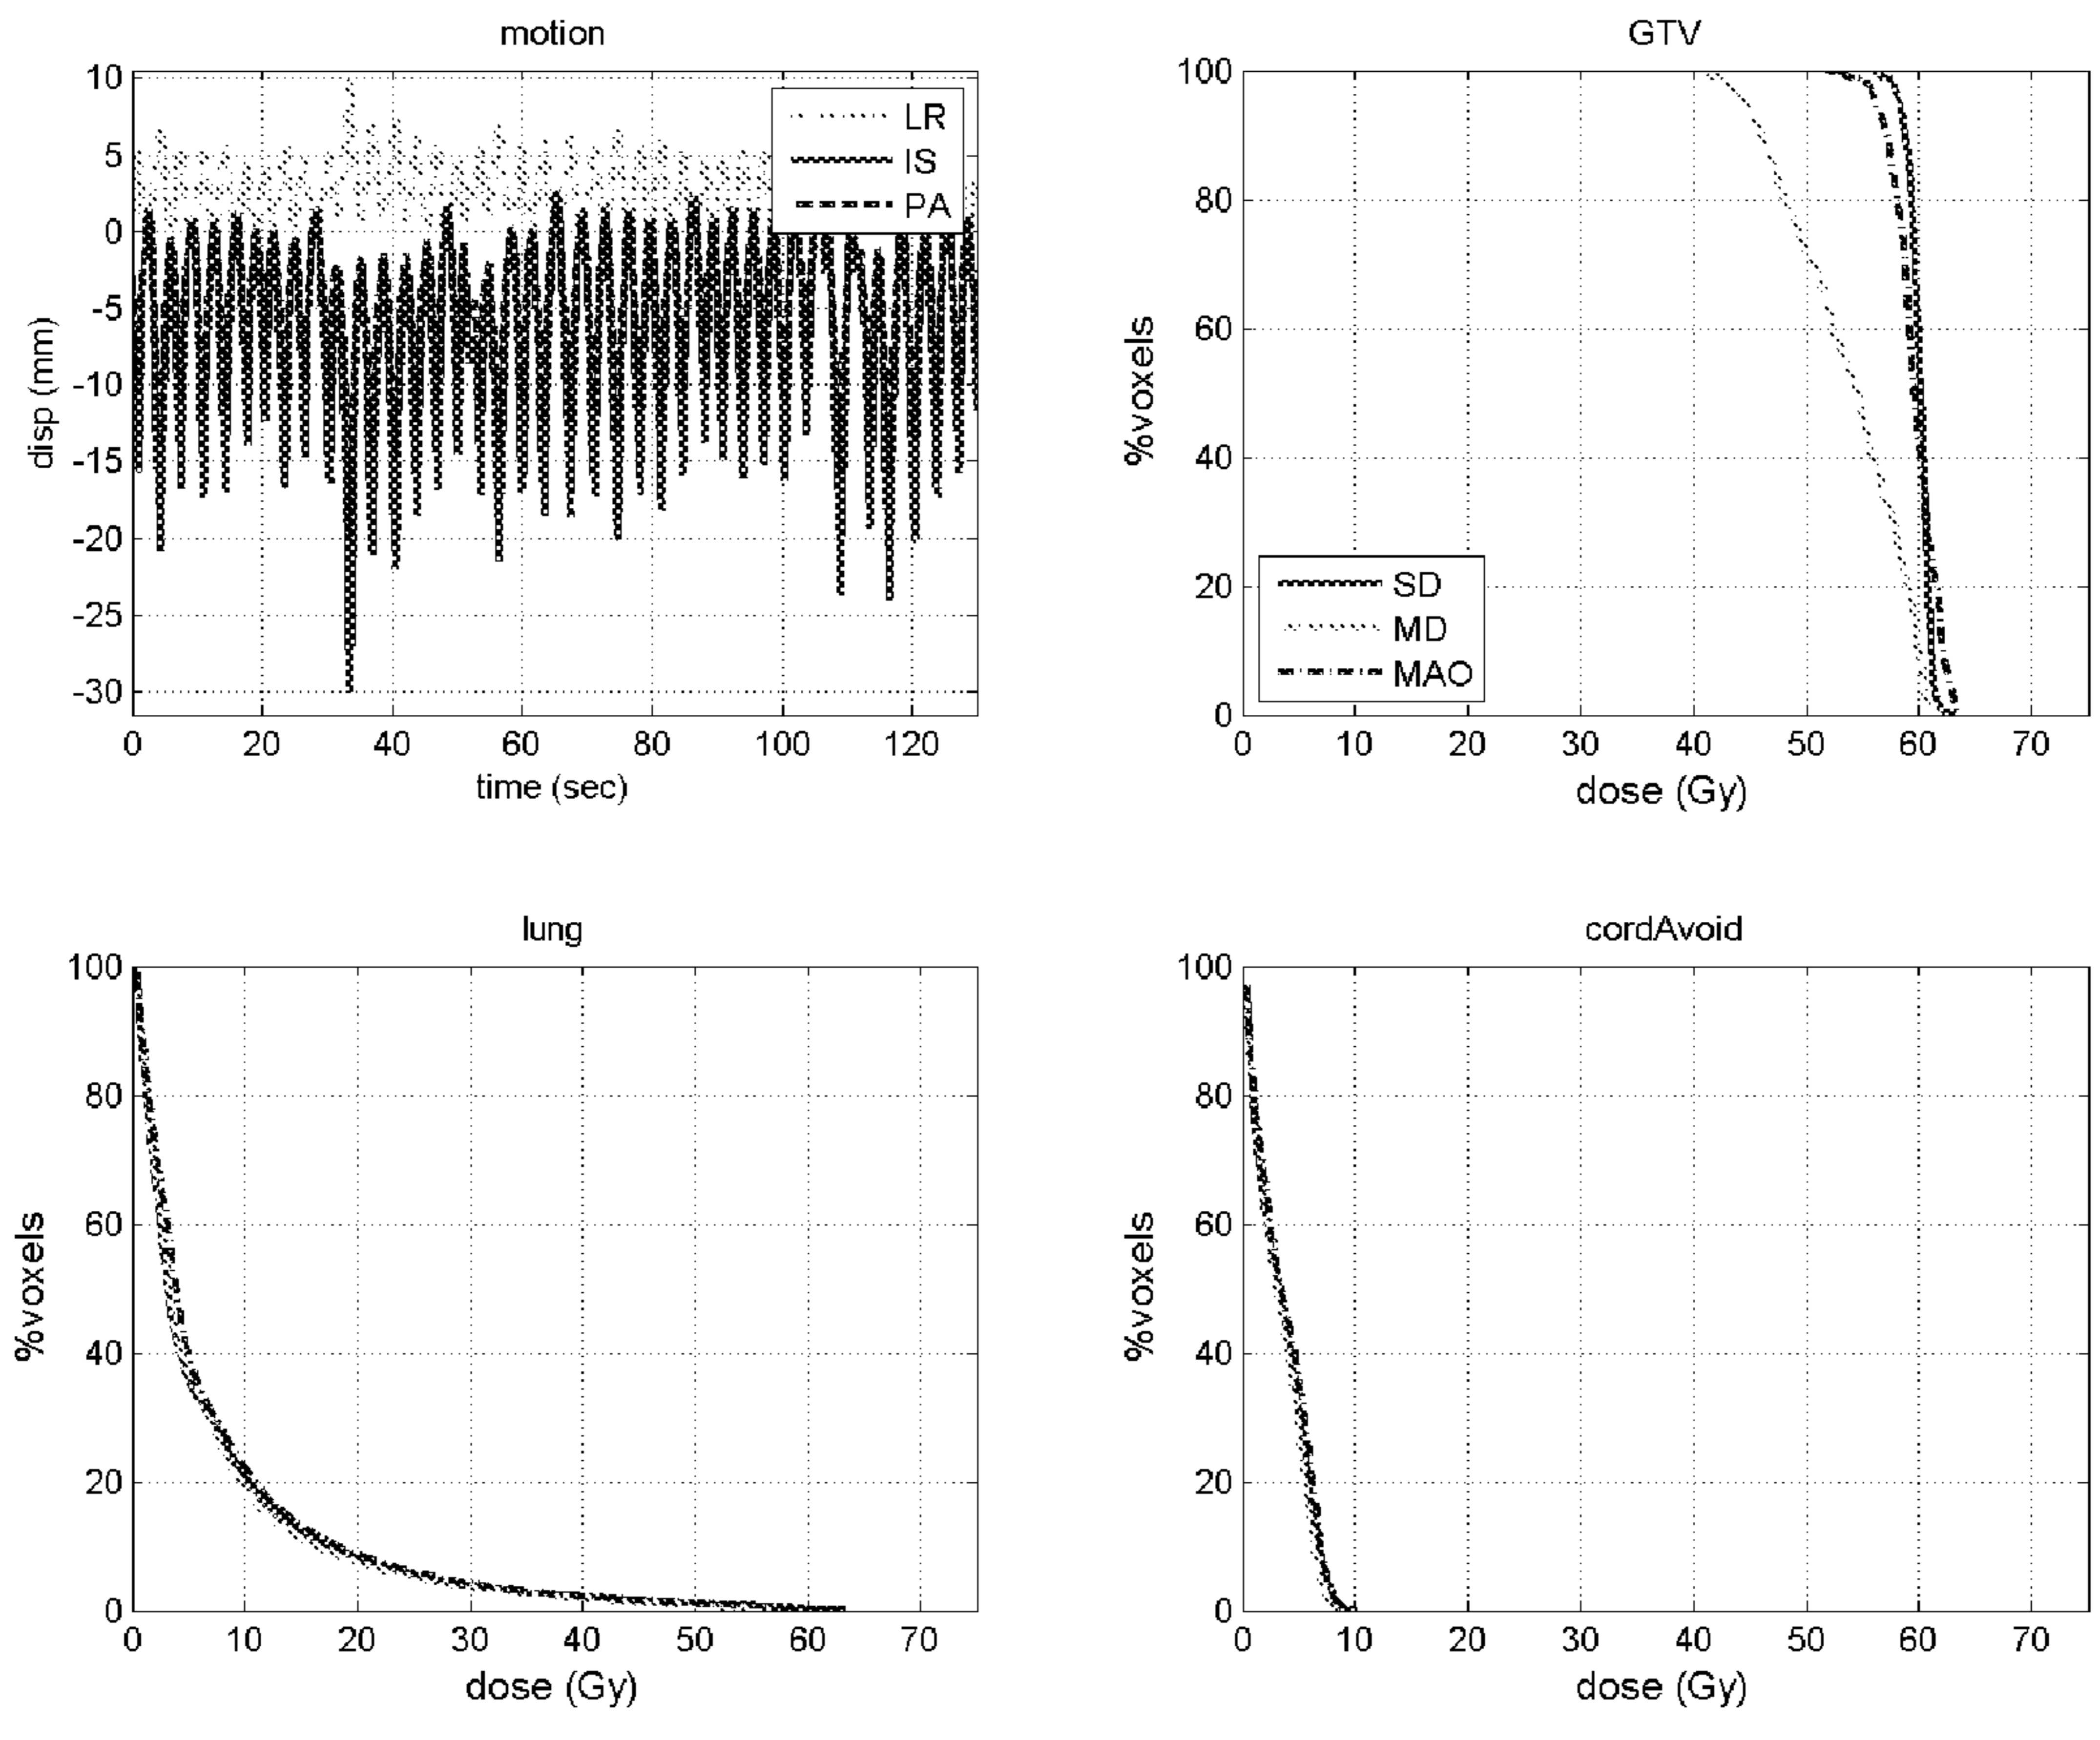 motion
10
5
0
-5
-10
-15
-20
-25
-30
disp (mm)
LR
IS
PA
0 20 40 60 80 100 120
time (sec)
GTV
100
80
60
40
20
0
%voxels
SD
MD
MAO
0 10 20 30 40 50 60 70
dose (Gy)
lung
100
80
60
40
20
0
%voxels
0 10 20 30 40 50 60 70
dose (Gy)
cordAvoid
100
80
60
40
20
0
%voxels
0 10 20 30 40 50 60 70
dose (Gy)